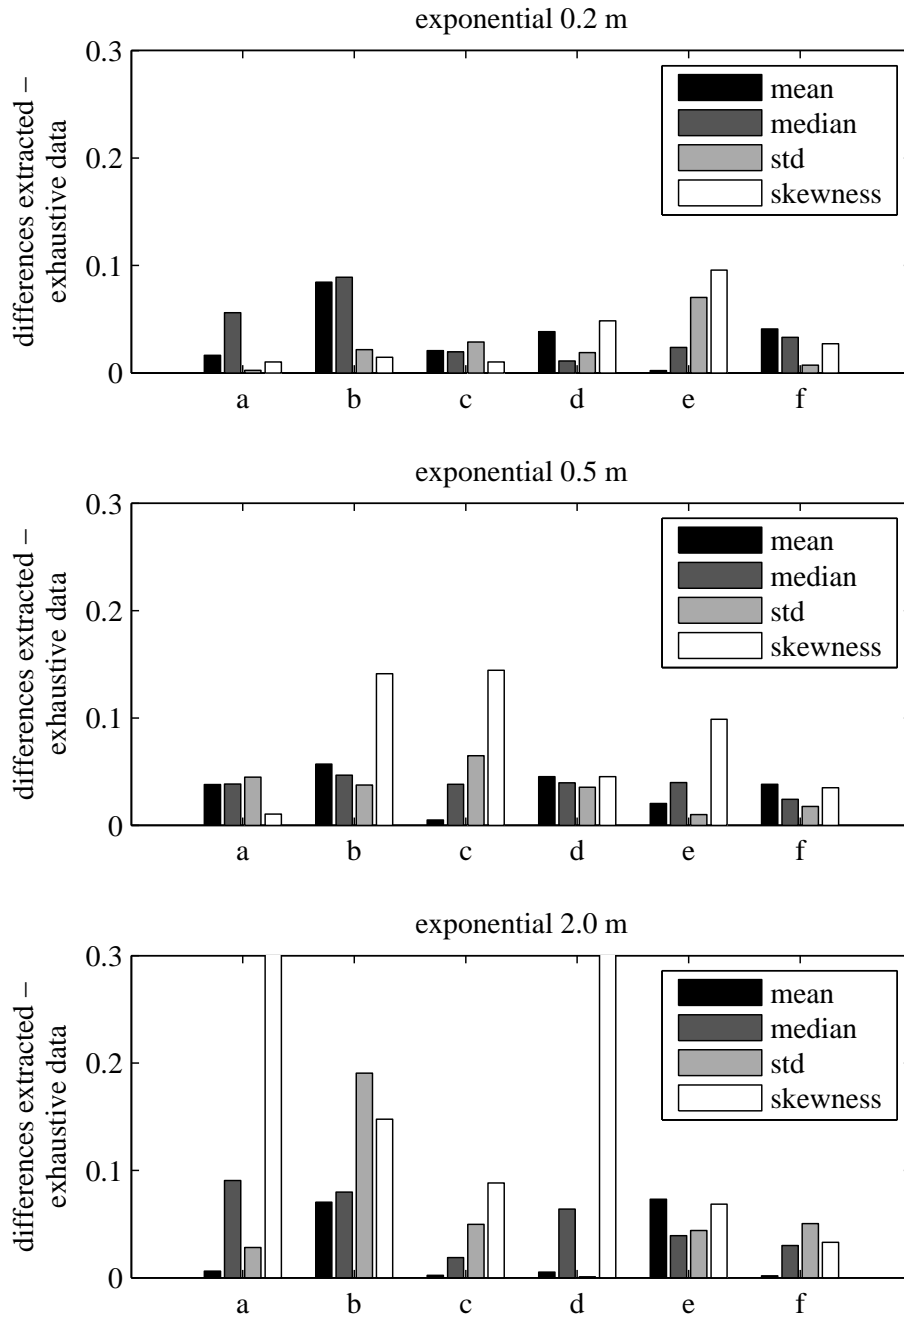 exponential 0.2 m
differences extracted –
exhaustive data
0.3
0.2
0.1
0
mean
median
std
skewness
a b c d e f
exponential 0.5 m
differences extracted –
exhaustive data
0.3
0.2
0.1
0
mean
median
std
skewness
a b c d e f
exponential 2.0 m
differences extracted –
exhaustive data
0.3
0.2
0.1
0
mean
median
std
skewness
a b c d e f